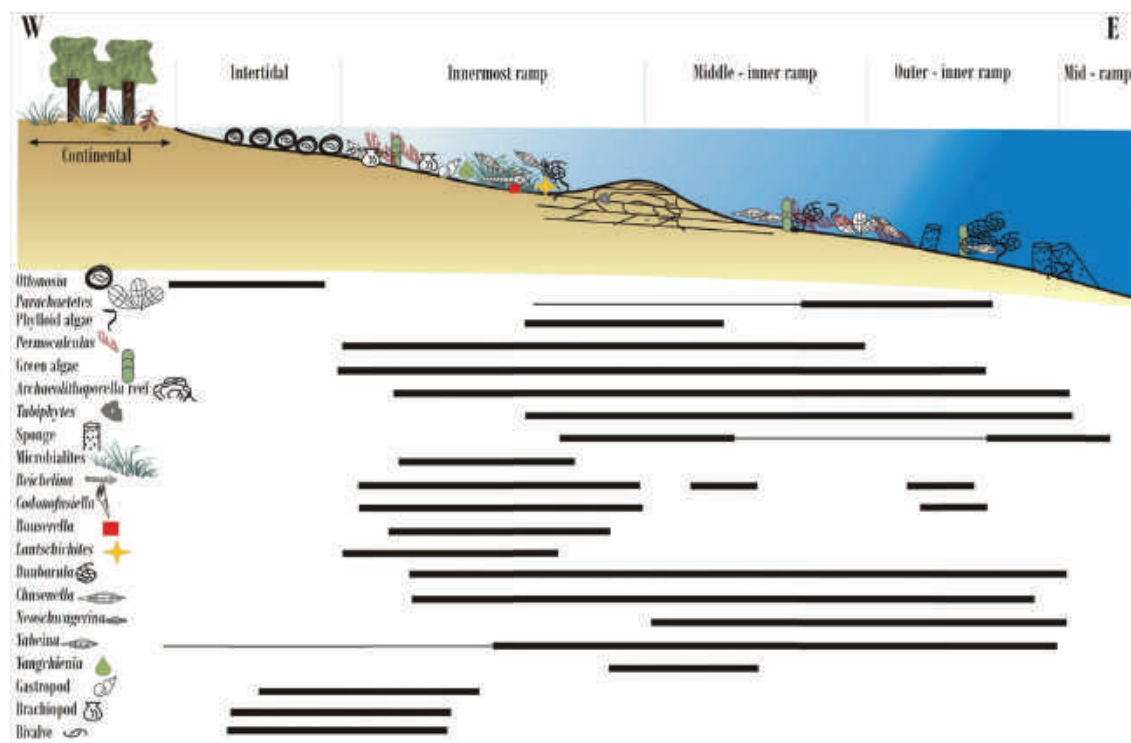 W E
Intertidal Innermost ramp Middle - inner ramp Outer - inner ramp Mid - ramp
Continental
Ottonosia
Parachaetetes
Phylloid algae
Permocalculus
Green algae
Archaeolithoporella reef
Tubiphytes
Sponge
Microbialites
Reichelina
Codonofusiella
Rauserella
Lantschichites
Dunbarula
Chusenella
Neoschwagerina
Yabeina
Yangchienia
Gastropod
Brachiopod
Bivalve